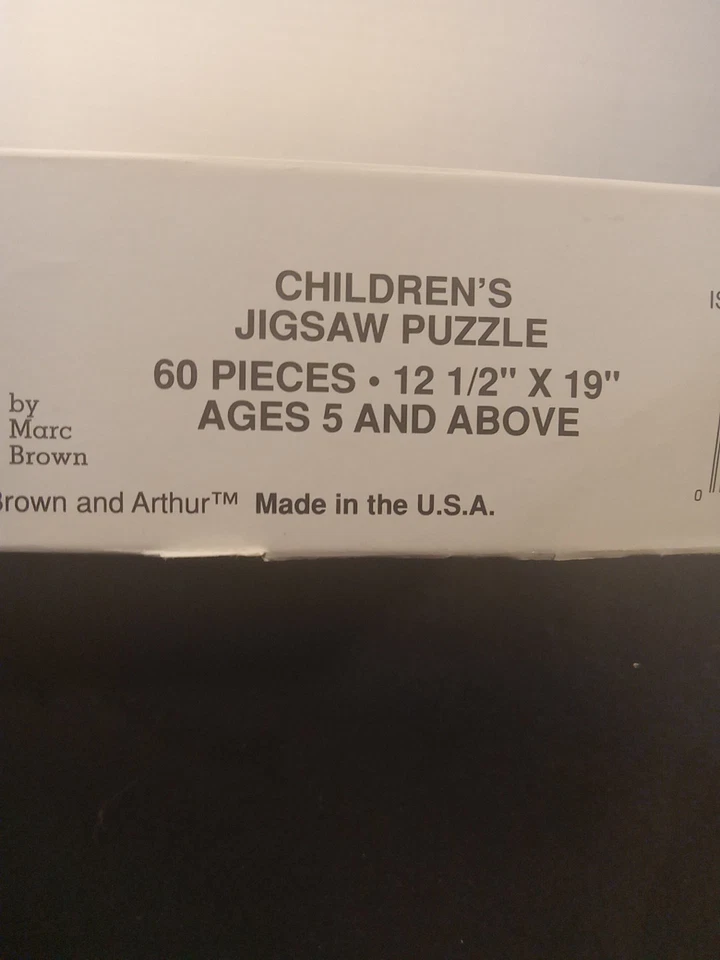 CHILDREN'S
JIGSAW PUZZLE
60 PIECES • 12 1/2" X 19"
AGES 5 AND ABOVE
by
Marc
Brown
Brown and Arthur™ Made in the U.S.A.
0